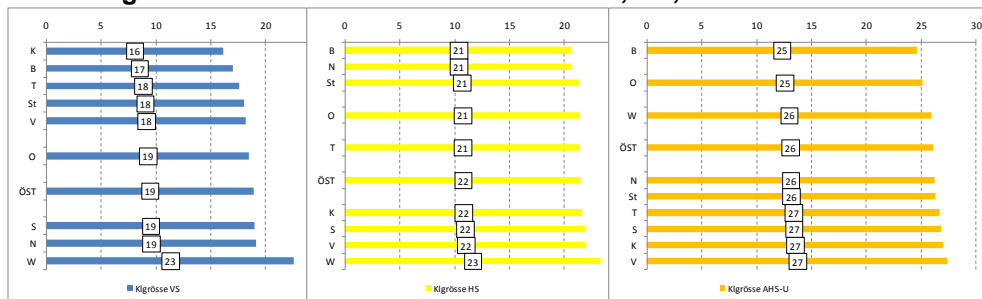 0 5 10 15 20
K 16
B 17
T 18
St 18
V 18
O 19
ÖST 19
S 19
N 19
W 23
Klgrösse VS
0 5 10 15 20
B 21
N 21
St 21
O 21
T 21
ÖST 22
K 22
S 22
V 22
W 23
Klgrösse HS
0 5 10 15 20 25 30
B 25
O 25
W 26
ÖST 26
N 26
St 26
T 27
S 27
K 27
V 27
Klgrösse AHS-U